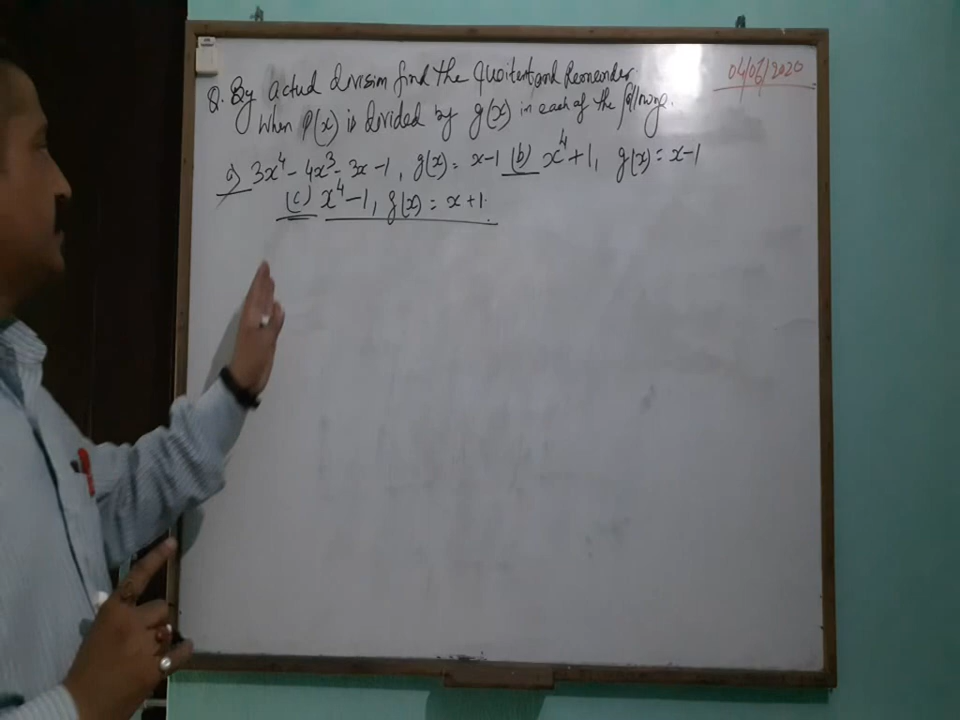 04/06/2020
Q. By actual division find the Quoitent and Remainder
when p(x) is divided by g(x) in each of the following.
a) 3x⁴ - 4x³ - 3x - 1, g(x) = x - 1 (b) x⁴ + 1, g(x) = x - 1
(c) x⁴ - 1, g(x) = x + 1.